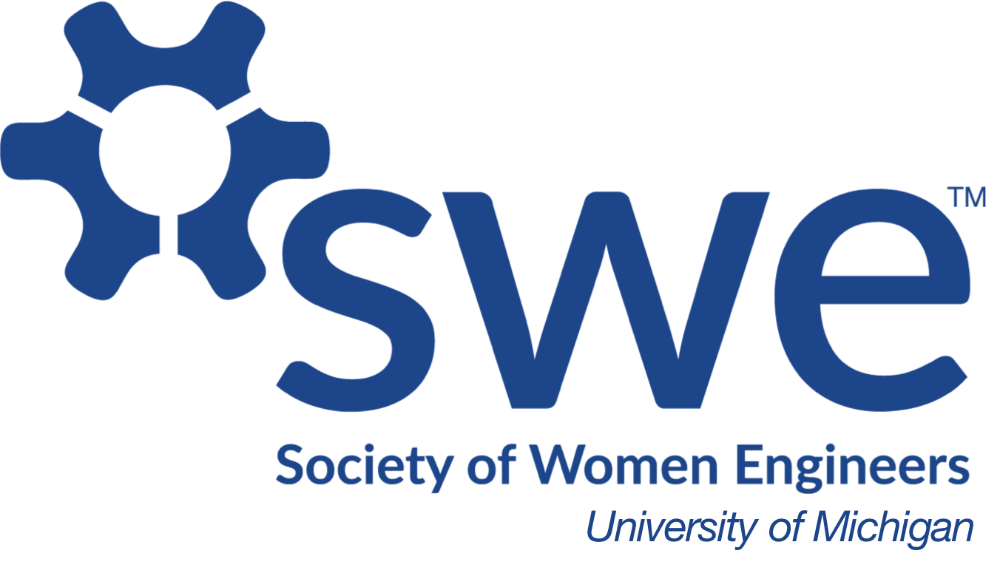 swe™
Society of Women Engineers
University of Michigan